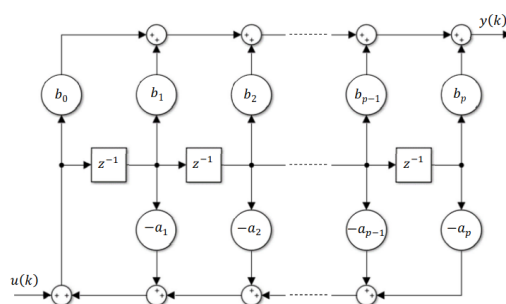 y(k)
b₀ b₁ b₂ bₚ₋₁ bₚ
z⁻¹ z⁻¹ z⁻¹
−a₁ −a₂ −aₚ₋₁ −aₚ
u(k)